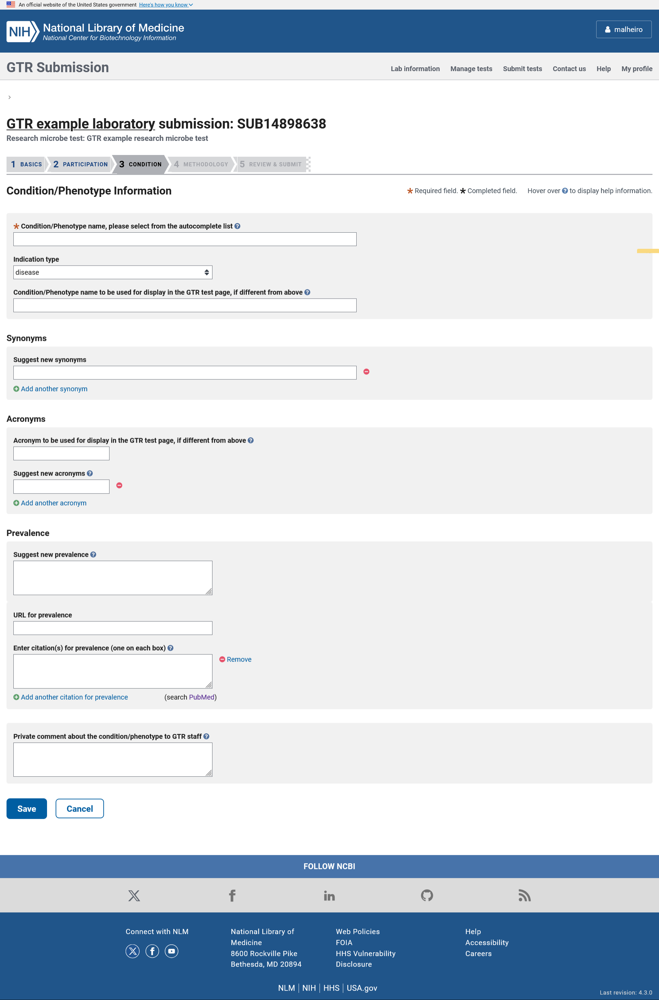 An official website of the United States government Here's how you know
NIH National Library of Medicine
National Center for Biotechnology Information
malheiro
GTR Submission
Lab information Manage tests Submit tests Contact us Help My profile
>
GTR example laboratory submission: SUB14898638
Research microbe test: GTR example research microbe test
1 BASICS 2 PARTICIPATION 3 CONDITION 4 METHODOLOGY 5 REVIEW & SUBMIT
Condition/Phenotype Information
* Required field. * Completed field. Hover over ? to display help information.
* Condition/Phenotype name, please select from the autocomplete list ?
Indication type
disease
Condition/Phenotype name to be used for display in the GTR test page, if different from above ?
Synonyms
Suggest new synonyms
Add another synonym
Acronyms
Acronym to be used for display in the GTR test page, if different from above ?
Suggest new acronyms ?
Add another acronym
Prevalence
Suggest new prevalence ?
URL for prevalence
Enter citation(s) for prevalence (one on each box) ?
Remove
Add another citation for prevalence (search PubMed)
Private comment about the condition/phenotype to GTR staff ?
Save Cancel
FOLLOW NCBI
Connect with NLM
National Library of
Medicine
8600 Rockville Pike
Bethesda, MD 20894
Web Policies
FOIA
HHS Vulnerability
Disclosure
Help
Accessibility
Careers
NLM | NIH | HHS | USA.gov
Last revision: 4.3.0